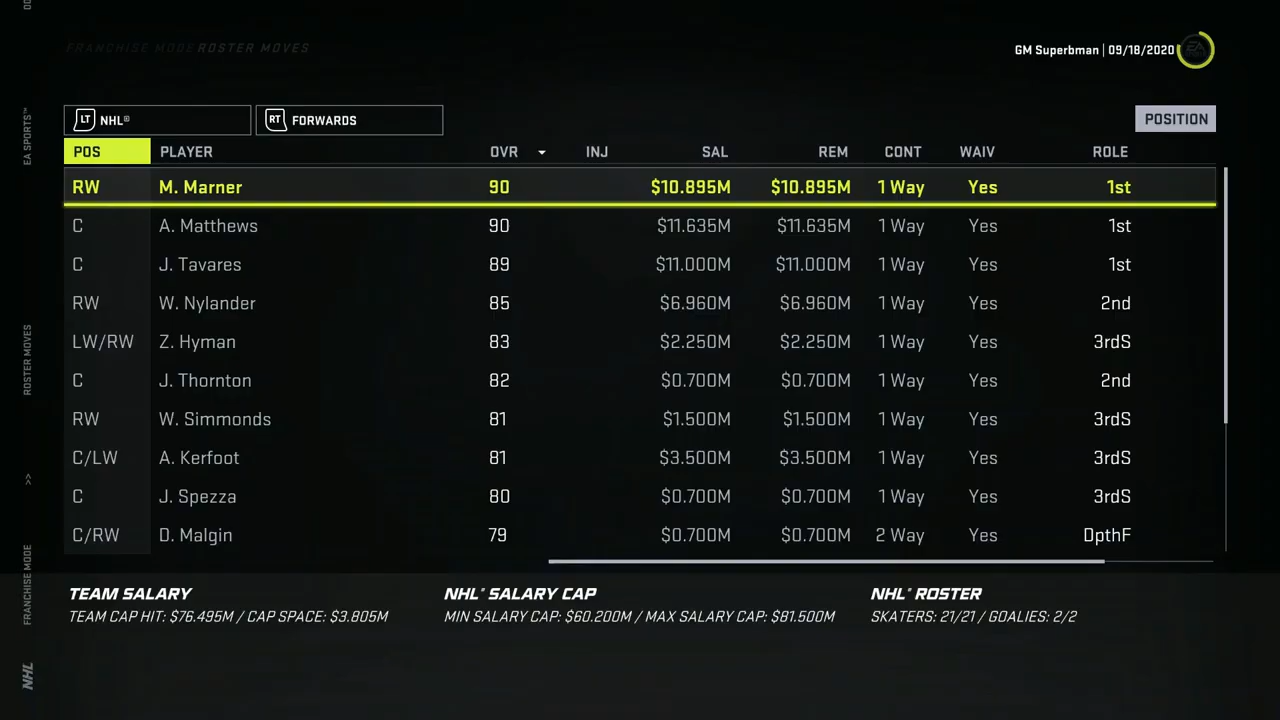 FRANCHISE MODE ROSTER MOVES
GM Superbman | 09/18/2020
LT NHL®
RT FORWARDS
POSITION
POS PLAYER OVR INJ SAL REM CONT WAIV ROLE
RW M. Marner 90 $10.895M $10.895M 1 Way Yes 1st
C A. Matthews 90 $11.635M $11.635M 1 Way Yes 1st
C J. Tavares 89 $11.000M $11.000M 1 Way Yes 1st
RW W. Nylander 85 $6.960M $6.960M 1 Way Yes 2nd
LW/RW Z. Hyman 83 $2.250M $2.250M 1 Way Yes 3rdS
C J. Thornton 82 $0.700M $0.700M 1 Way Yes 2nd
RW W. Simmonds 81 $1.500M $1.500M 1 Way Yes 3rdS
C/LW A. Kerfoot 81 $3.500M $3.500M 1 Way Yes 3rdS
C J. Spezza 80 $0.700M $0.700M 1 Way Yes 3rdS
C/RW D. Malgin 79 $0.700M $0.700M 2 Way Yes DpthF
TEAM SALARY
TEAM CAP HIT: $76.495M / CAP SPACE: $3.805M
NHL® SALARY CAP
MIN SALARY CAP: $60.200M / MAX SALARY CAP: $81.500M
NHL® ROSTER
SKATERS: 21/21 / GOALIES: 2/2
NHL FRANCHISE MODE >> ROSTER MOVES EA SPORTS™